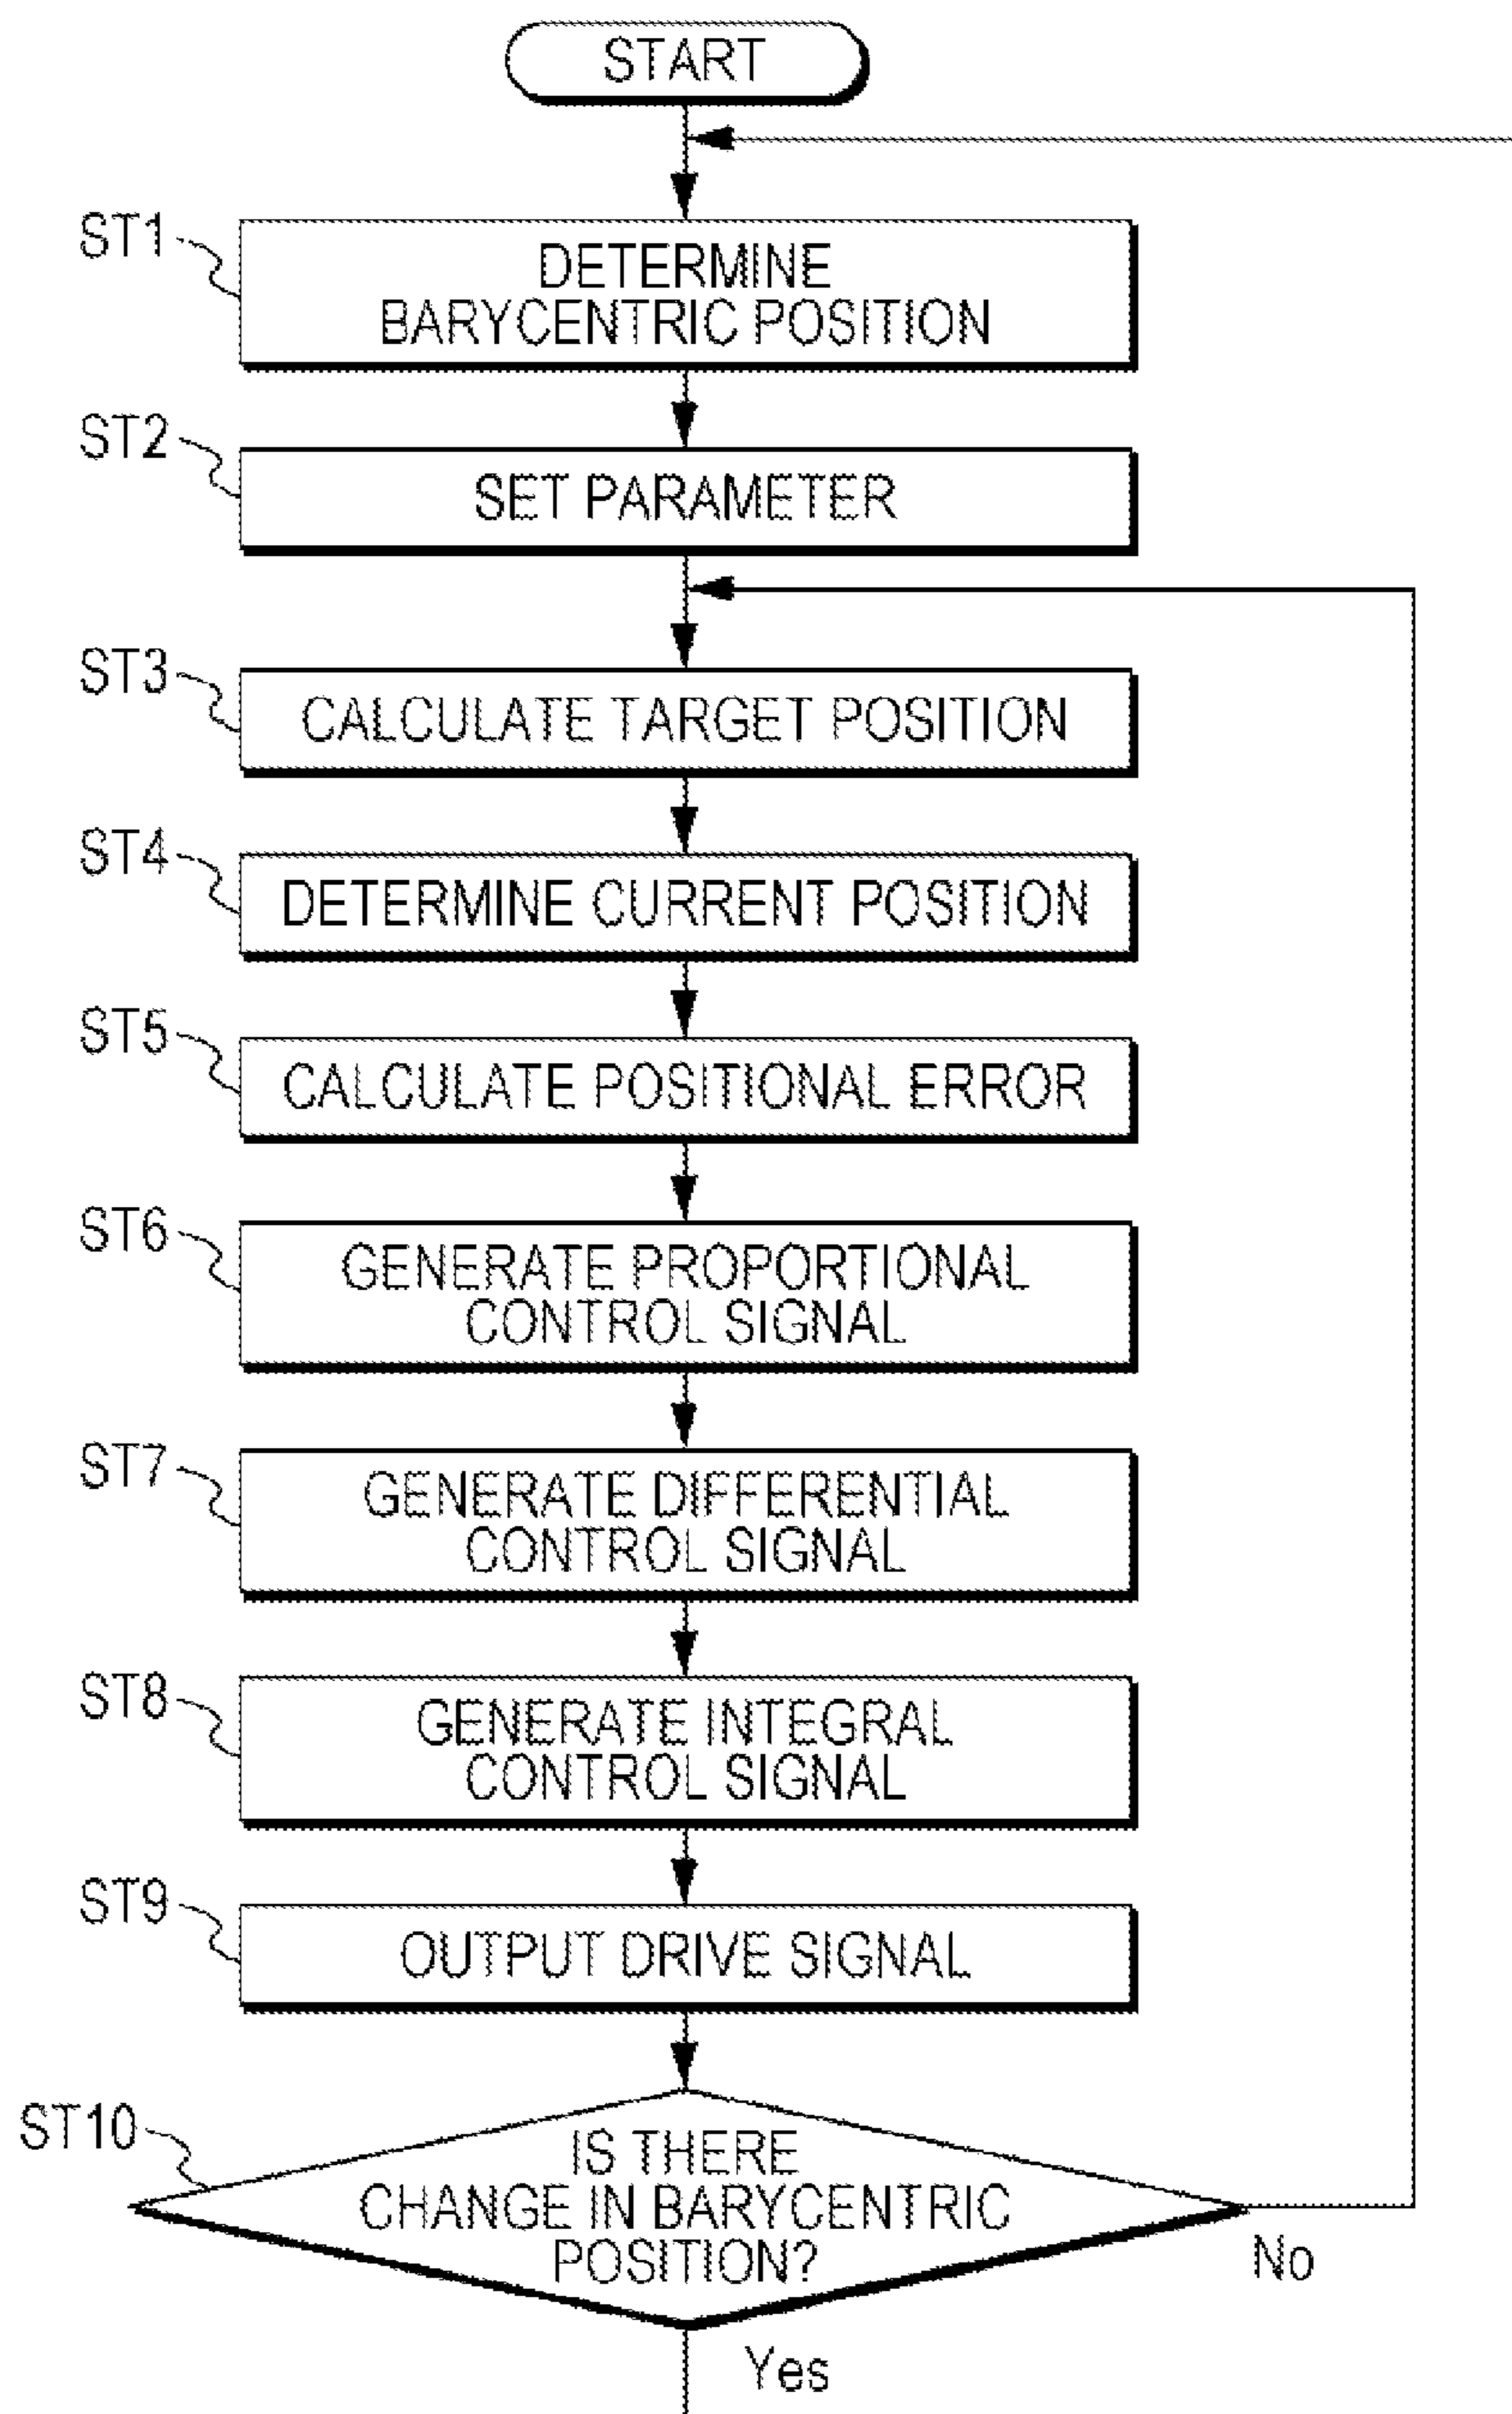 START
ST1
DETERMINE
BARYCENTRIC POSITION
ST2
SET PARAMETER
ST3
CALCULATE TARGET POSITION
ST4
DETERMINE CURRENT POSITION
ST5
CALCULATE POSITIONAL ERROR
ST6
GENERATE PROPORTIONAL
CONTROL SIGNAL
ST7
GENERATE DIFFERENTIAL
CONTROL SIGNAL
ST8
GENERATE INTEGRAL
CONTROL SIGNAL
ST9
OUTPUT DRIVE SIGNAL
ST10
IS THERE
CHANGE IN BARYCENTRIC
POSITION?
No
Yes